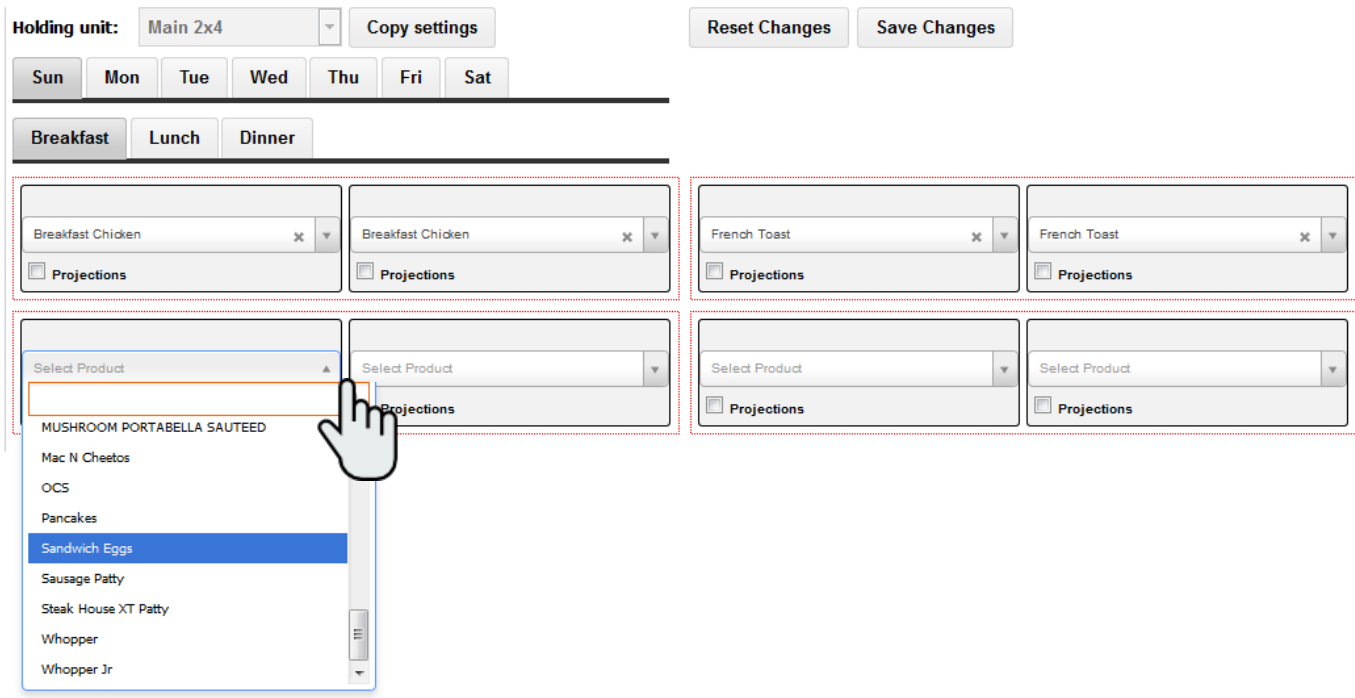 Holding unit: Main 2x4 Copy settings Reset Changes Save Changes
Sun Mon Tue Wed Thu Fri Sat
Breakfast Lunch Dinner
Breakfast Chicken Breakfast Chicken French Toast French Toast
Projections Projections Projections Projections
Select Product Select Product Select Product Select Product
Projections Projections Projections
MUSHROOM PORTABELLA SAUTEED
Mac N Cheetos
OCS
Pancakes
Sandwich Eggs
Sausage Patty
Steak House XT Patty
Whopper
Whopper Jr